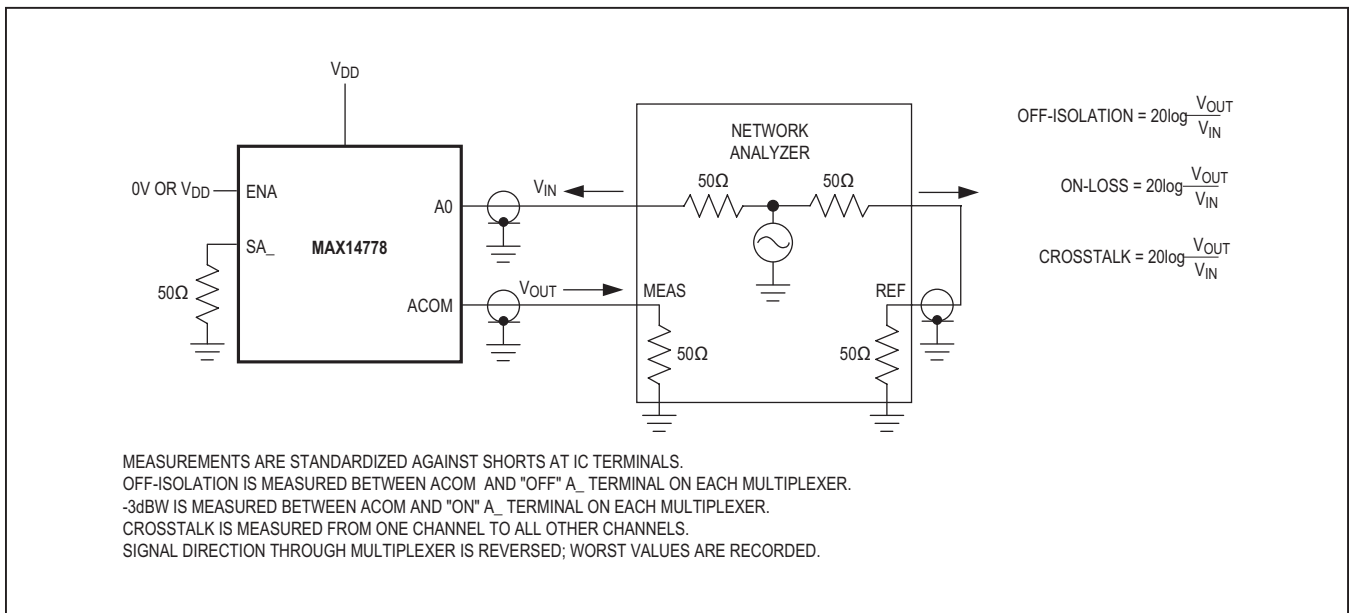 VDD
0V OR VDD
ENA
SA_
MAX14778
A0
ACOM
50Ω
VIN
VOUT
NETWORK
ANALYZER
50Ω
50Ω
MEAS
REF
50Ω
50Ω
OFF-ISOLATION = 20log VOUT
VIN
ON-LOSS = 20log VOUT
VIN
CROSSTALK = 20log VOUT
VIN
MEASUREMENTS ARE STANDARDIZED AGAINST SHORTS AT IC TERMINALS.
OFF-ISOLATION IS MEASURED BETWEEN ACOM AND "OFF" A_ TERMINAL ON EACH MULTIPLEXER.
-3dBW IS MEASURED BETWEEN ACOM AND "ON" A_ TERMINAL ON EACH MULTIPLEXER.
CROSSTALK IS MEASURED FROM ONE CHANNEL TO ALL OTHER CHANNELS.
SIGNAL DIRECTION THROUGH MULTIPLEXER IS REVERSED; WORST VALUES ARE RECORDED.